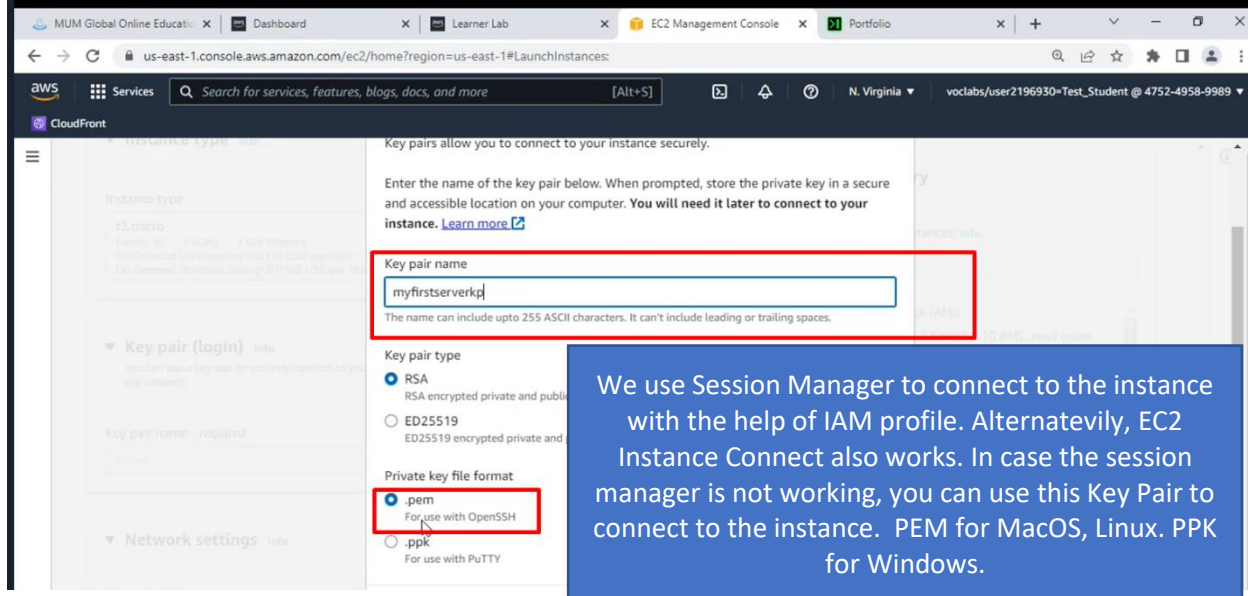 MUM Global Online Educatio
Dashboard
Learner Lab
EC2 Management Console
Portfolio
us-east-1.console.aws.amazon.com/ec2/home?region=us-east-1#LaunchInstances:
aws
Services
Search for services, features, blogs, docs, and more
[Alt+S]
N. Virginia
voclabs/user2196930=Test_Student @ 4752-4958-9989
CloudFront
Instance type Info
Key pairs allow you to connect to your instance securely.
Enter the name of the key pair below. When prompted, store the private key in a secure
and accessible location on your computer. You will need it later to connect to your
instance. Learn more
Instance type
t2.micro
Key pair name
myfirstserverkp
The name can include upto 255 ASCII characters. It can't include leading or trailing spaces.
Key pair (login) Info
Key pair name - required
Key pair type
RSA
RSA encrypted private and public
ED25519
ED25519 encrypted private and
Private key file format
.pem
For use with OpenSSH
.ppk
For use with PuTTY
Network settings Info
We use Session Manager to connect to the instance
with the help of IAM profile. Alternatevily, EC2
Instance Connect also works. In case the session
manager is not working, you can use this Key Pair to
connect to the instance. PEM for MacOS, Linux. PPK
for Windows.